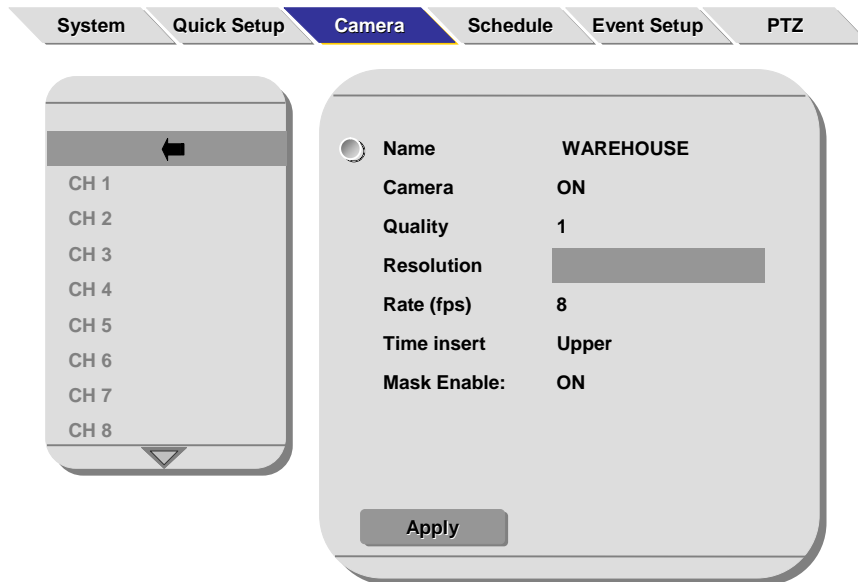 System Quick Setup Camera Schedule Event Setup PTZ
CH 1
CH 2
CH 3
CH 4
CH 5
CH 6
CH 7
CH 8
Name WAREHOUSE
Camera ON
Quality 1
Resolution
Rate (fps) 8
Time insert Upper
Mask Enable: ON
Apply